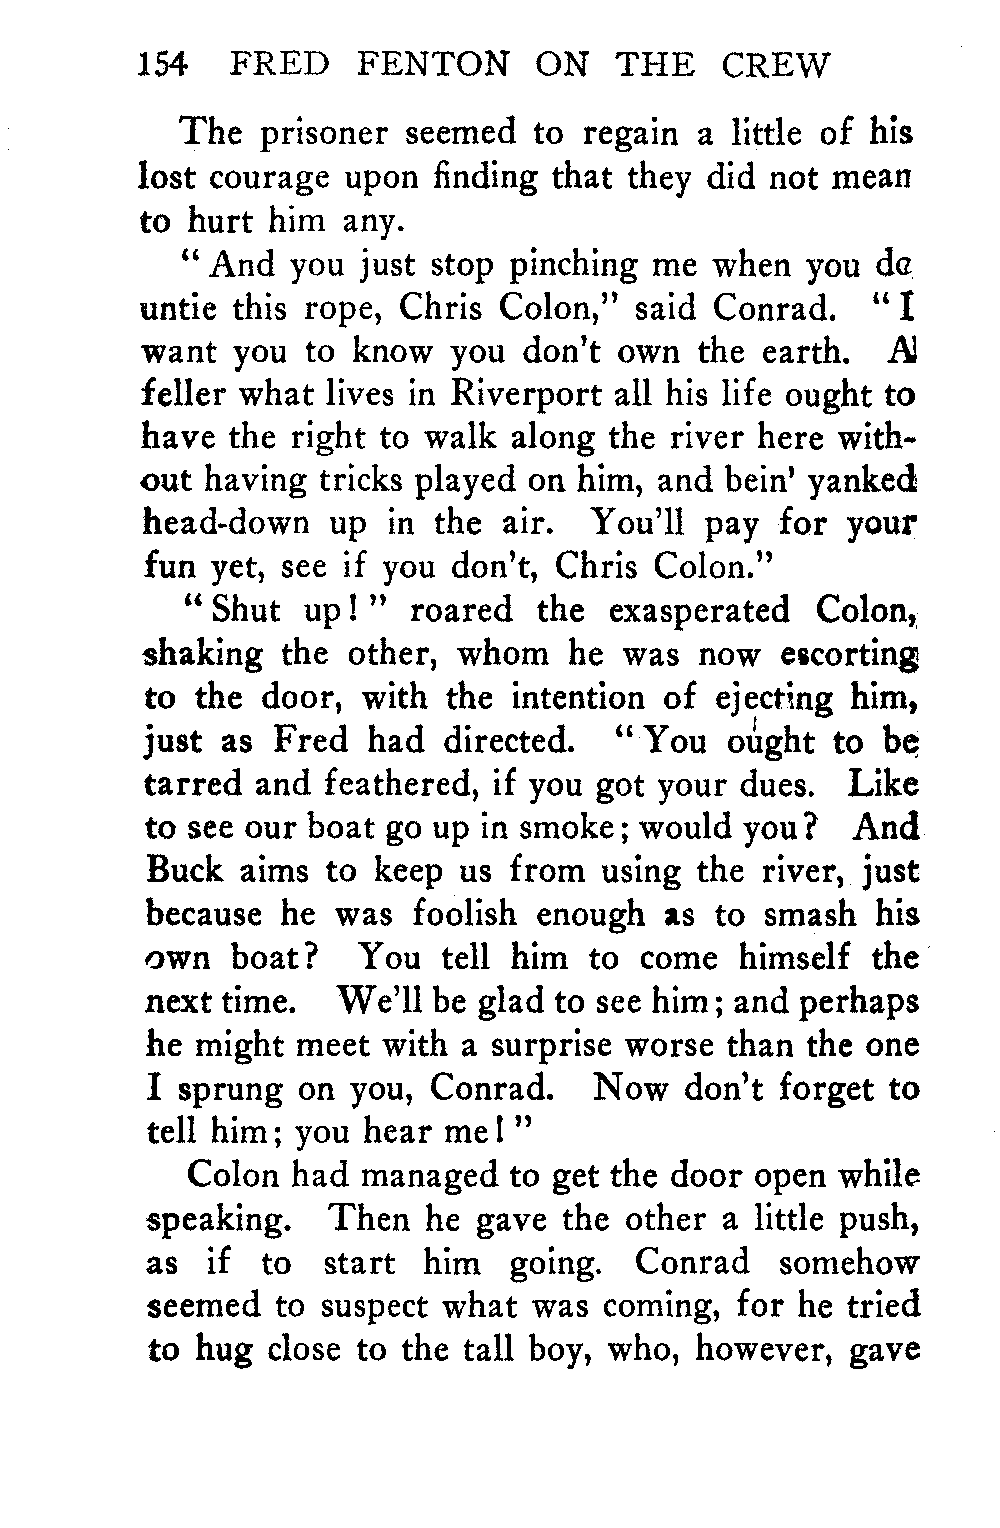 154 FRED FENTON ON THE CREW
The prisoner seemed to regain a little of his
lost courage upon finding that they did not mean
to hurt him any.
“ And you just stop pinching me when you do
untie this rope, Chris Colon,” said Conrad. “ I
want you to know you don't own the earth. A
feller what lives in Riverport all his life ought to
have the right to walk along the river here with-
out having tricks played on him, and bein' yanked
head-down up in the air. You'll pay for your
fun yet, see if you don't, Chris Colon.”
“ Shut up! ” roared the exasperated Colon,
shaking the other, whom he was now escorting
to the door, with the intention of ejecting him,
just as Fred had directed. “ You ought to be
tarred and feathered, if you got your dues. Like
to see our boat go up in smoke; would you? And
Buck aims to keep us from using the river, just
because he was foolish enough as to smash his
own boat? You tell him to come himself the
next time. We'll be glad to see him; and perhaps
he might meet with a surprise worse than the one
I sprung on you, Conrad. Now don't forget to
tell him; you hear me! ”
Colon had managed to get the door open while
speaking. Then he gave the other a little push,
as if to start him going. Conrad somehow
seemed to suspect what was coming, for he tried
to hug close to the tall boy, who, however, gave